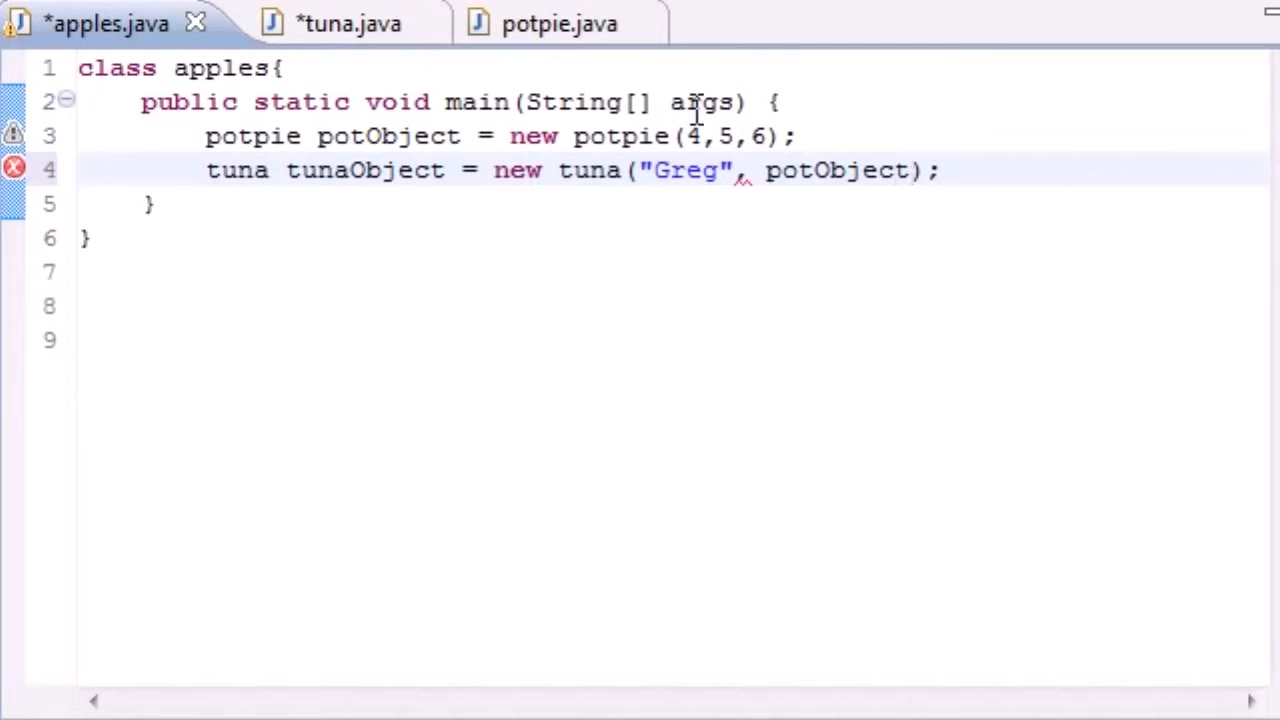 *apples.java *tuna.java potpie.java
1 class apples{
2 public static void main(String[] args) {
3 potpie potObject = new potpie(4,5,6);
4 tuna tunaObject = new tuna("Greg", potObject);
5 }
6 }
7
8
9